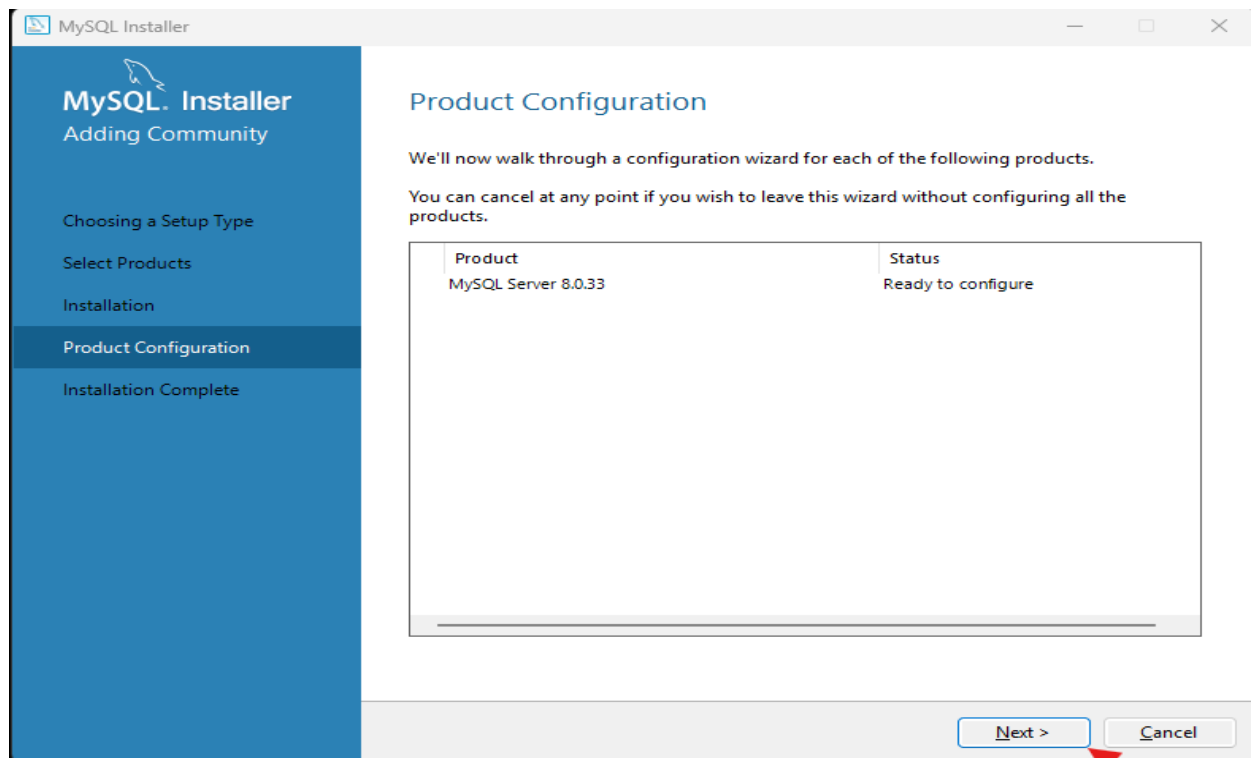 MySQL Installer
MySQL. Installer
Adding Community
Choosing a Setup Type
Select Products
Installation
Product Configuration
Installation Complete
Product Configuration
We'll now walk through a configuration wizard for each of the following products.
You can cancel at any point if you wish to leave this wizard without configuring all the
products.
Product Status
MySQL Server 8.0.33 Ready to configure
Next > Cancel